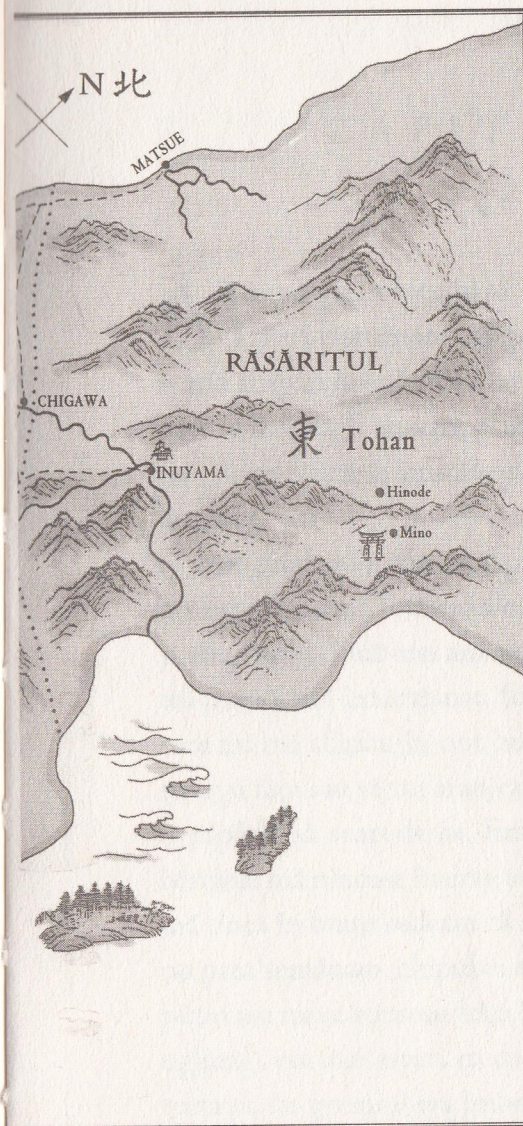 N 北
MATSUE
RĂSĂRITUL
CHIGAWA
東 Tohan
INUYAMA
Hinode
Mino